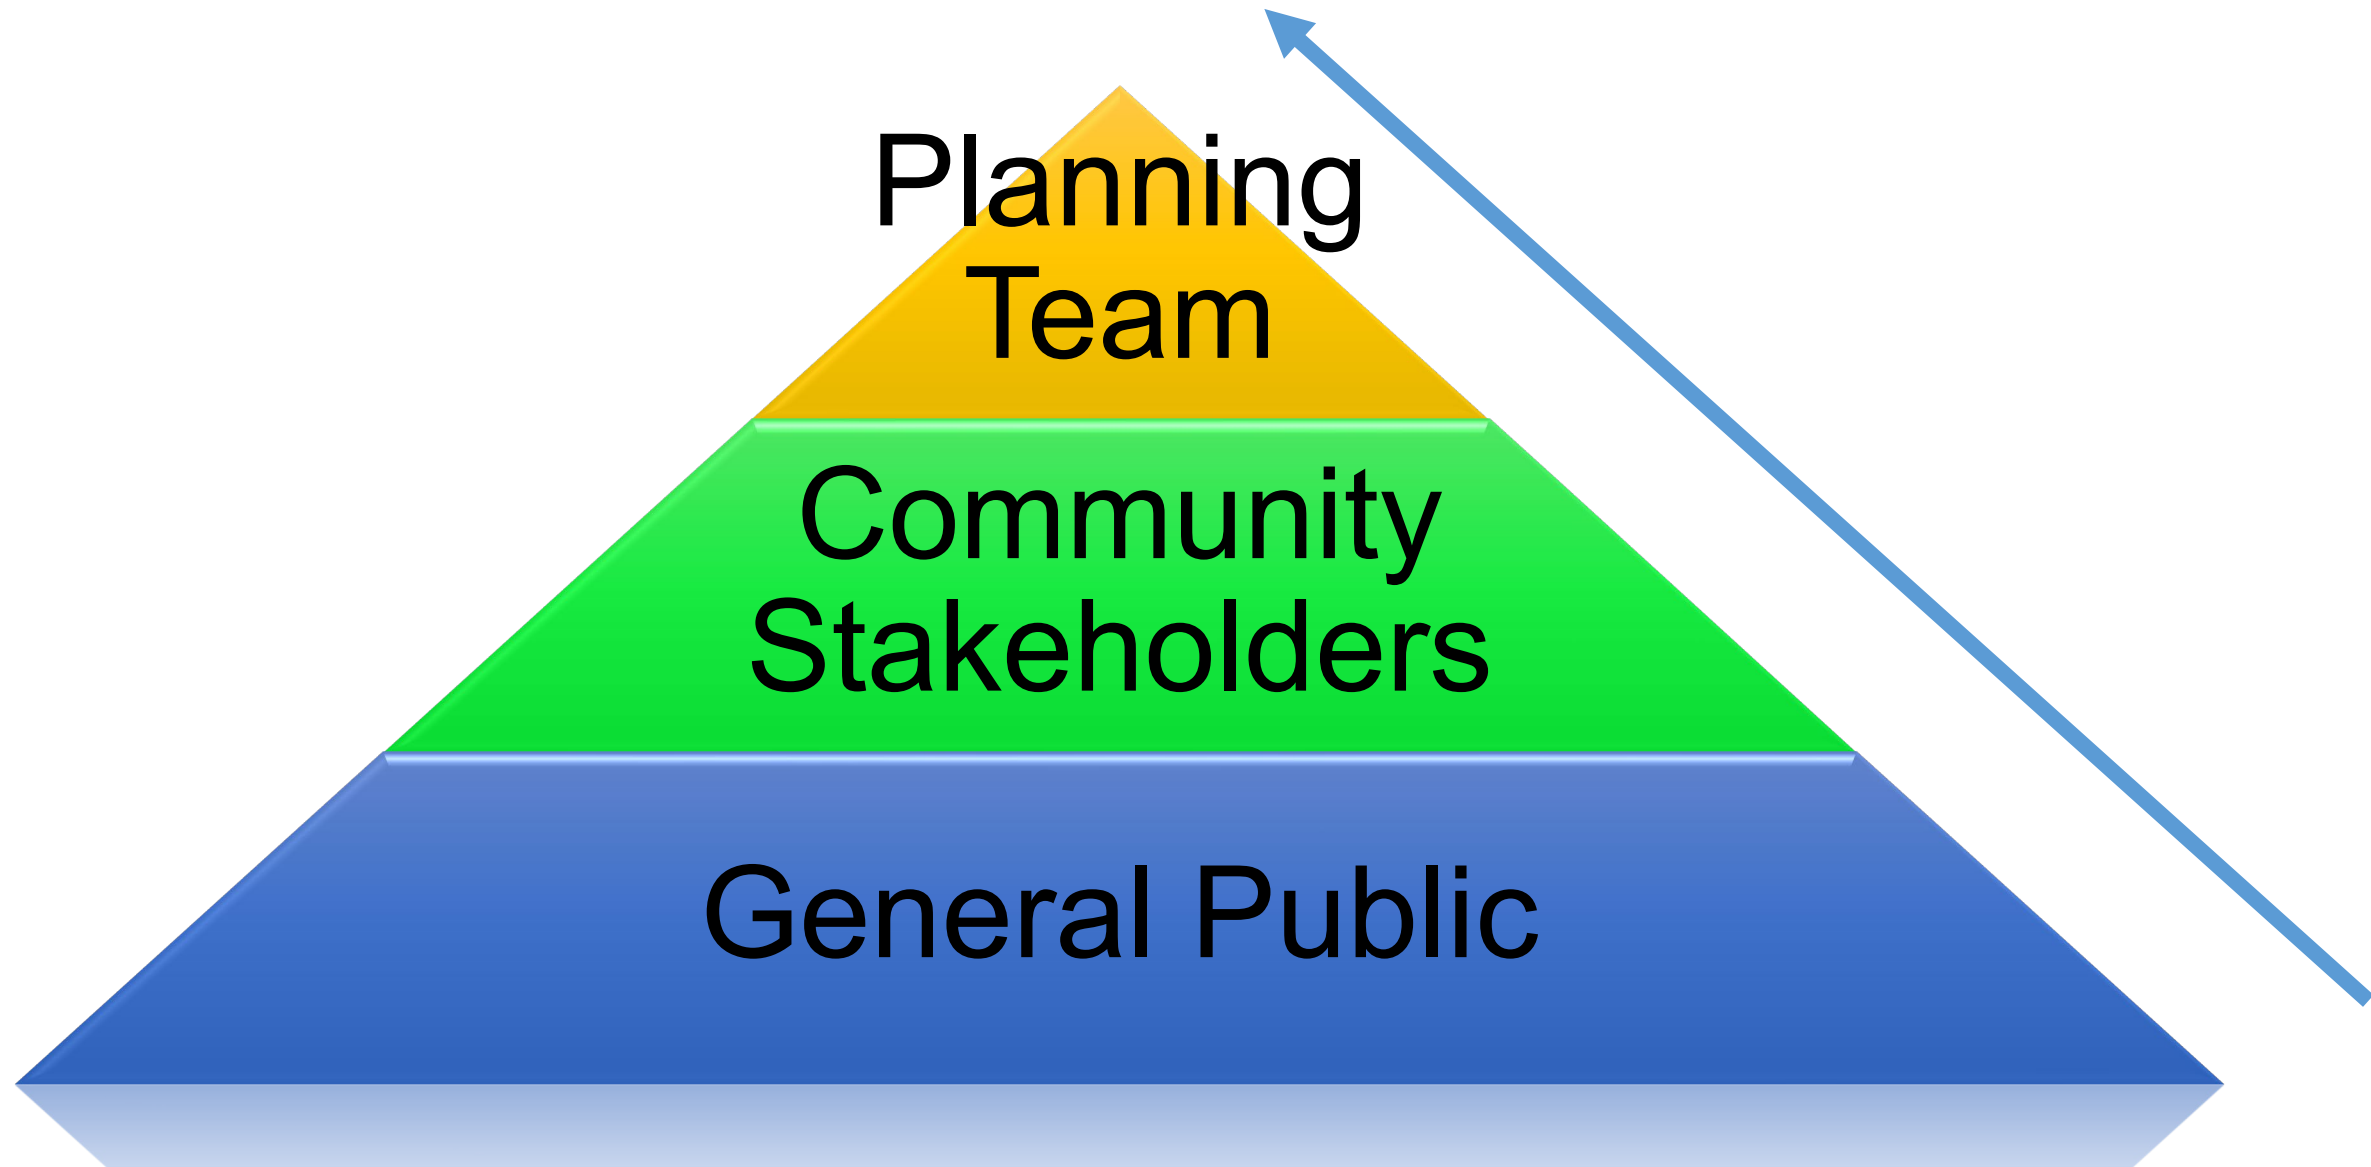 Planning
Team
Community
Stakeholders
General Public